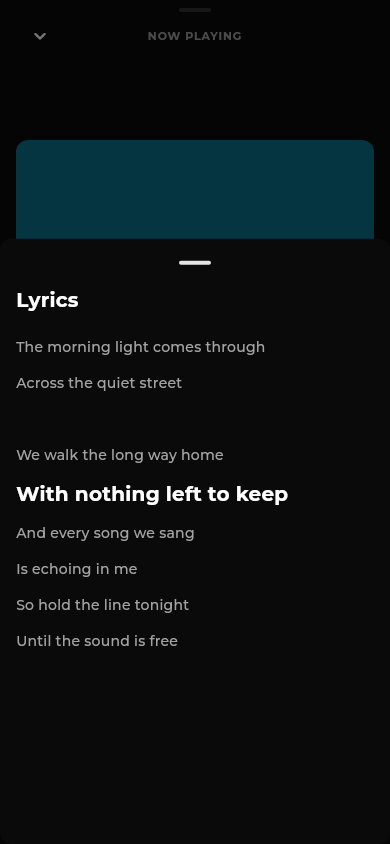 NOW PLAYING
Lyrics
The morning light comes through
Across the quiet street
We walk the long way home
With nothing left to keep
And every song we sang
Is echoing in me
So hold the line tonight
Until the sound is free